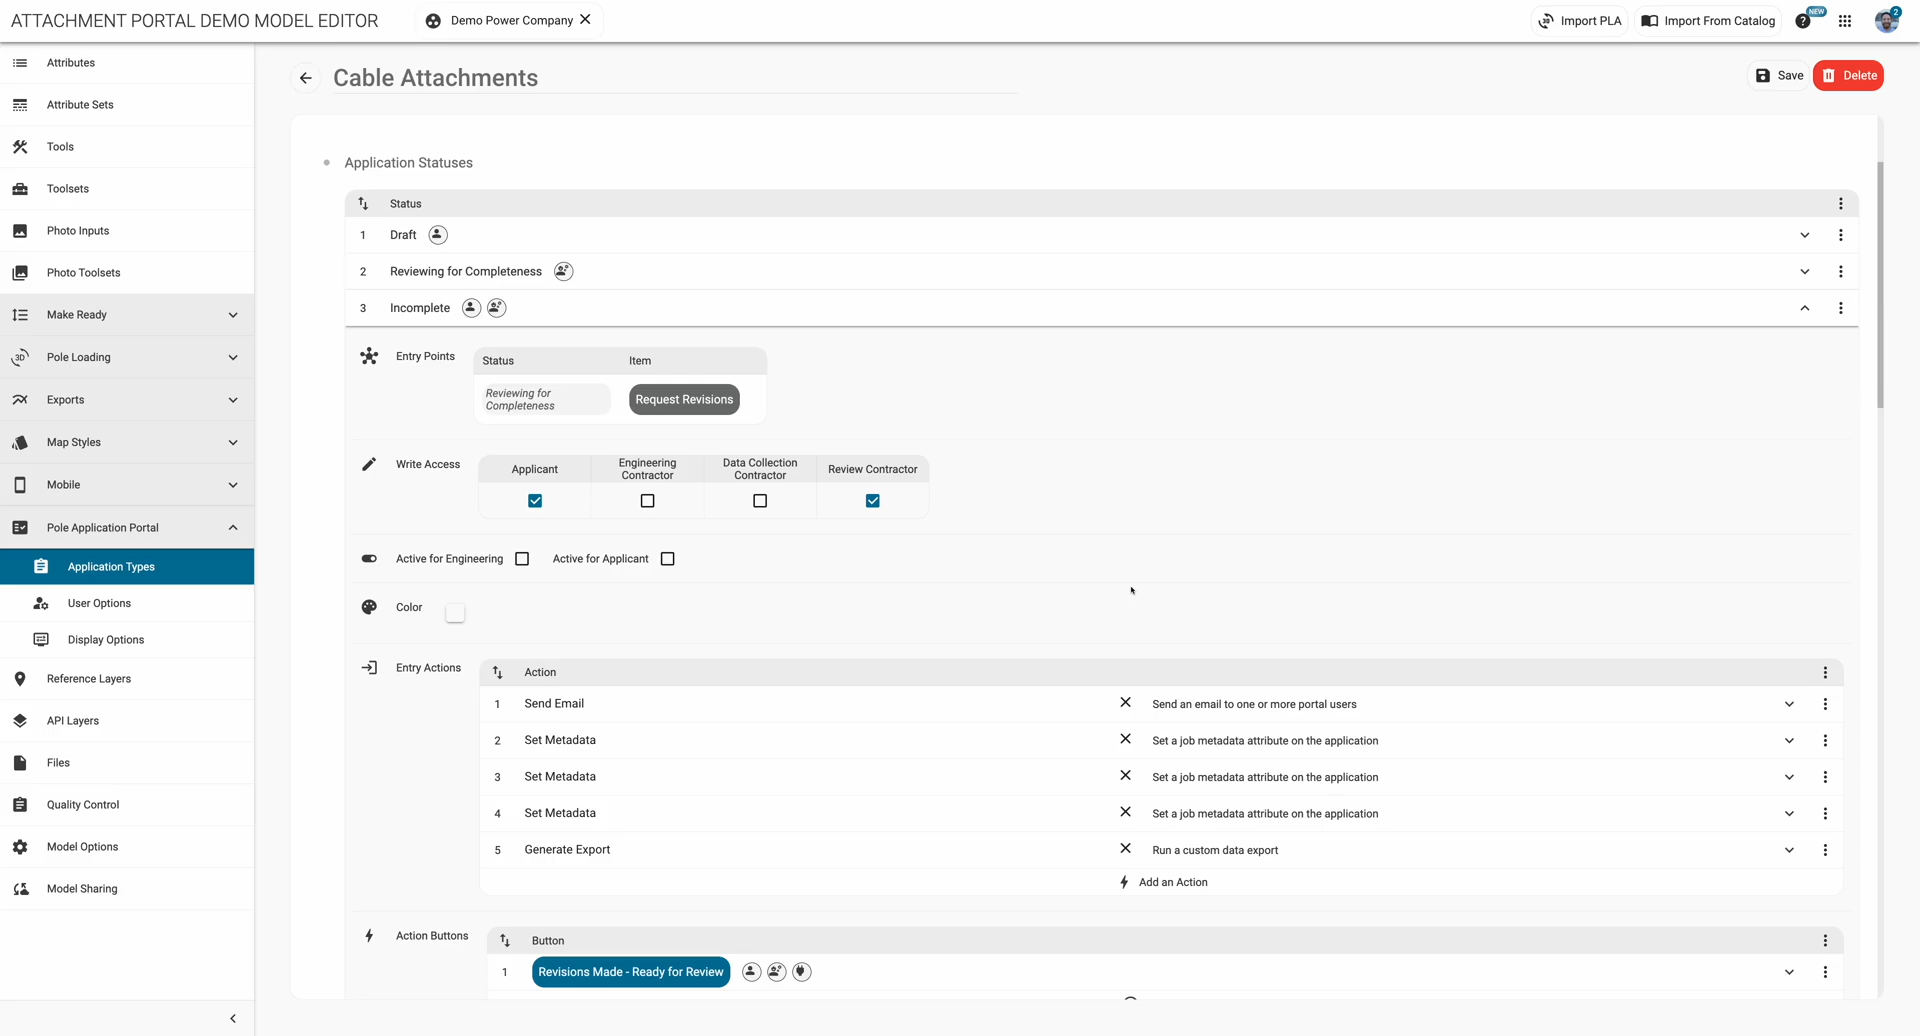 ATTACHMENT PORTAL DEMO MODEL EDITOR
Demo Power Company
Import PLA
Import From Catalog
NEW
2
Attributes
Attribute Sets
Tools
Toolsets
Photo Inputs
Photo Toolsets
Make Ready
3D
Pole Loading
Exports
Map Styles
Mobile
Pole Application Portal
Application Types
User Options
Display Options
Reference Layers
API Layers
Files
Quality Control
Model Options
Model Sharing
Cable Attachments
Save
Delete
Application Statuses
Status
1 Draft
2 Reviewing for Completeness
3 Incomplete
Entry Points
Status Item
Reviewing for
Completeness
Request Revisions
Write Access
Applicant
Engineering
Contractor
Data Collection
Contractor
Review Contractor
Active for Engineering
Active for Applicant
Color
Entry Actions
Action
1 Send Email Send an email to one or more portal users
2 Set Metadata Set a job metadata attribute on the application
3 Set Metadata Set a job metadata attribute on the application
4 Set Metadata Set a job metadata attribute on the application
5 Generate Export Run a custom data export
Add an Action
Action Buttons
Button
1 Revisions Made - Ready for Review